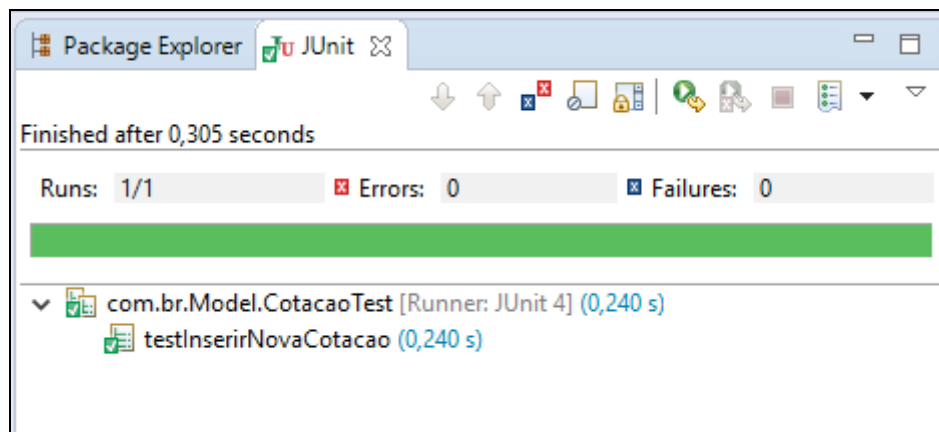 Package Explorer JUnit
Finished after 0,305 seconds
Runs: 1/1 Errors: 0 Failures: 0
com.br.Model.CotacaoTest [Runner: JUnit 4] (0,240 s)
testInserirNovaCotacao (0,240 s)